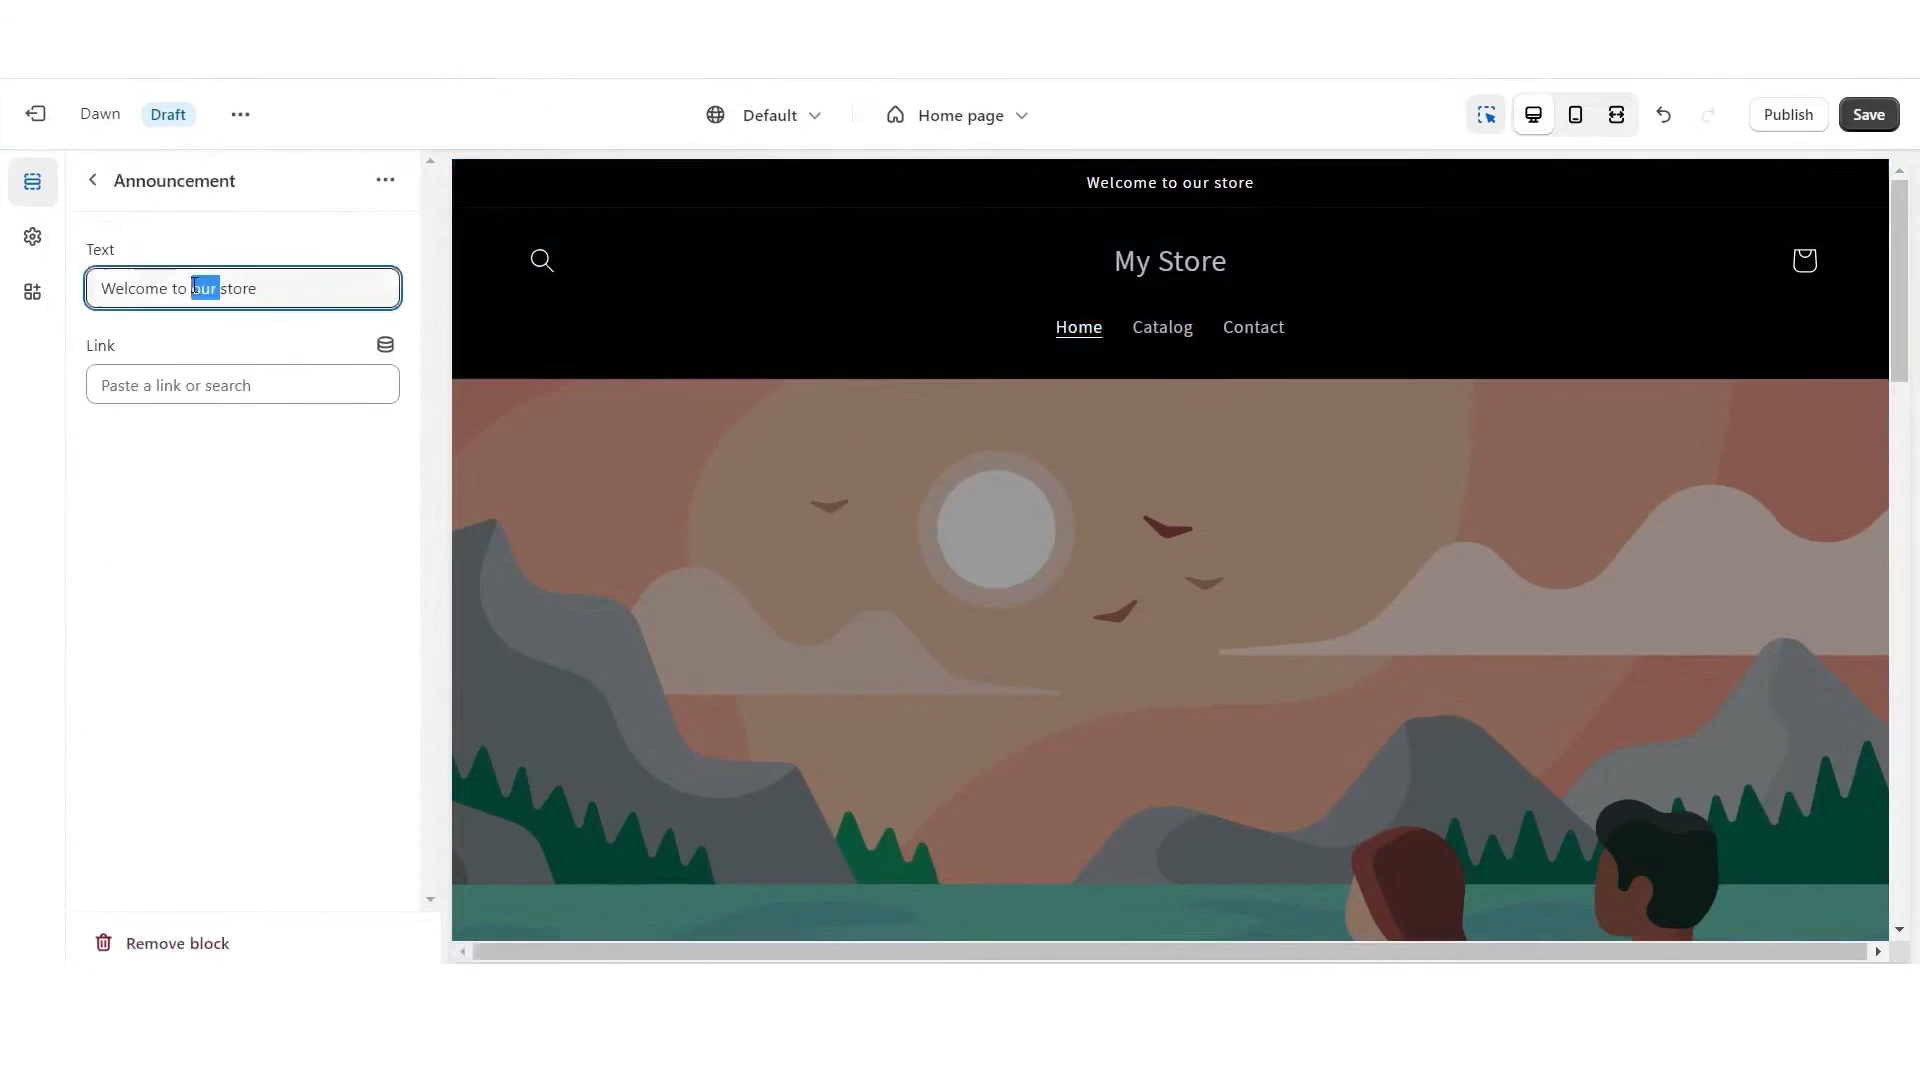 Dawn Draft
Default
Home page
Publish
Save
Announcement
Text
Welcome to our store
Link
Paste a link or search
Remove block
Welcome to our store
My Store
Home Catalog Contact